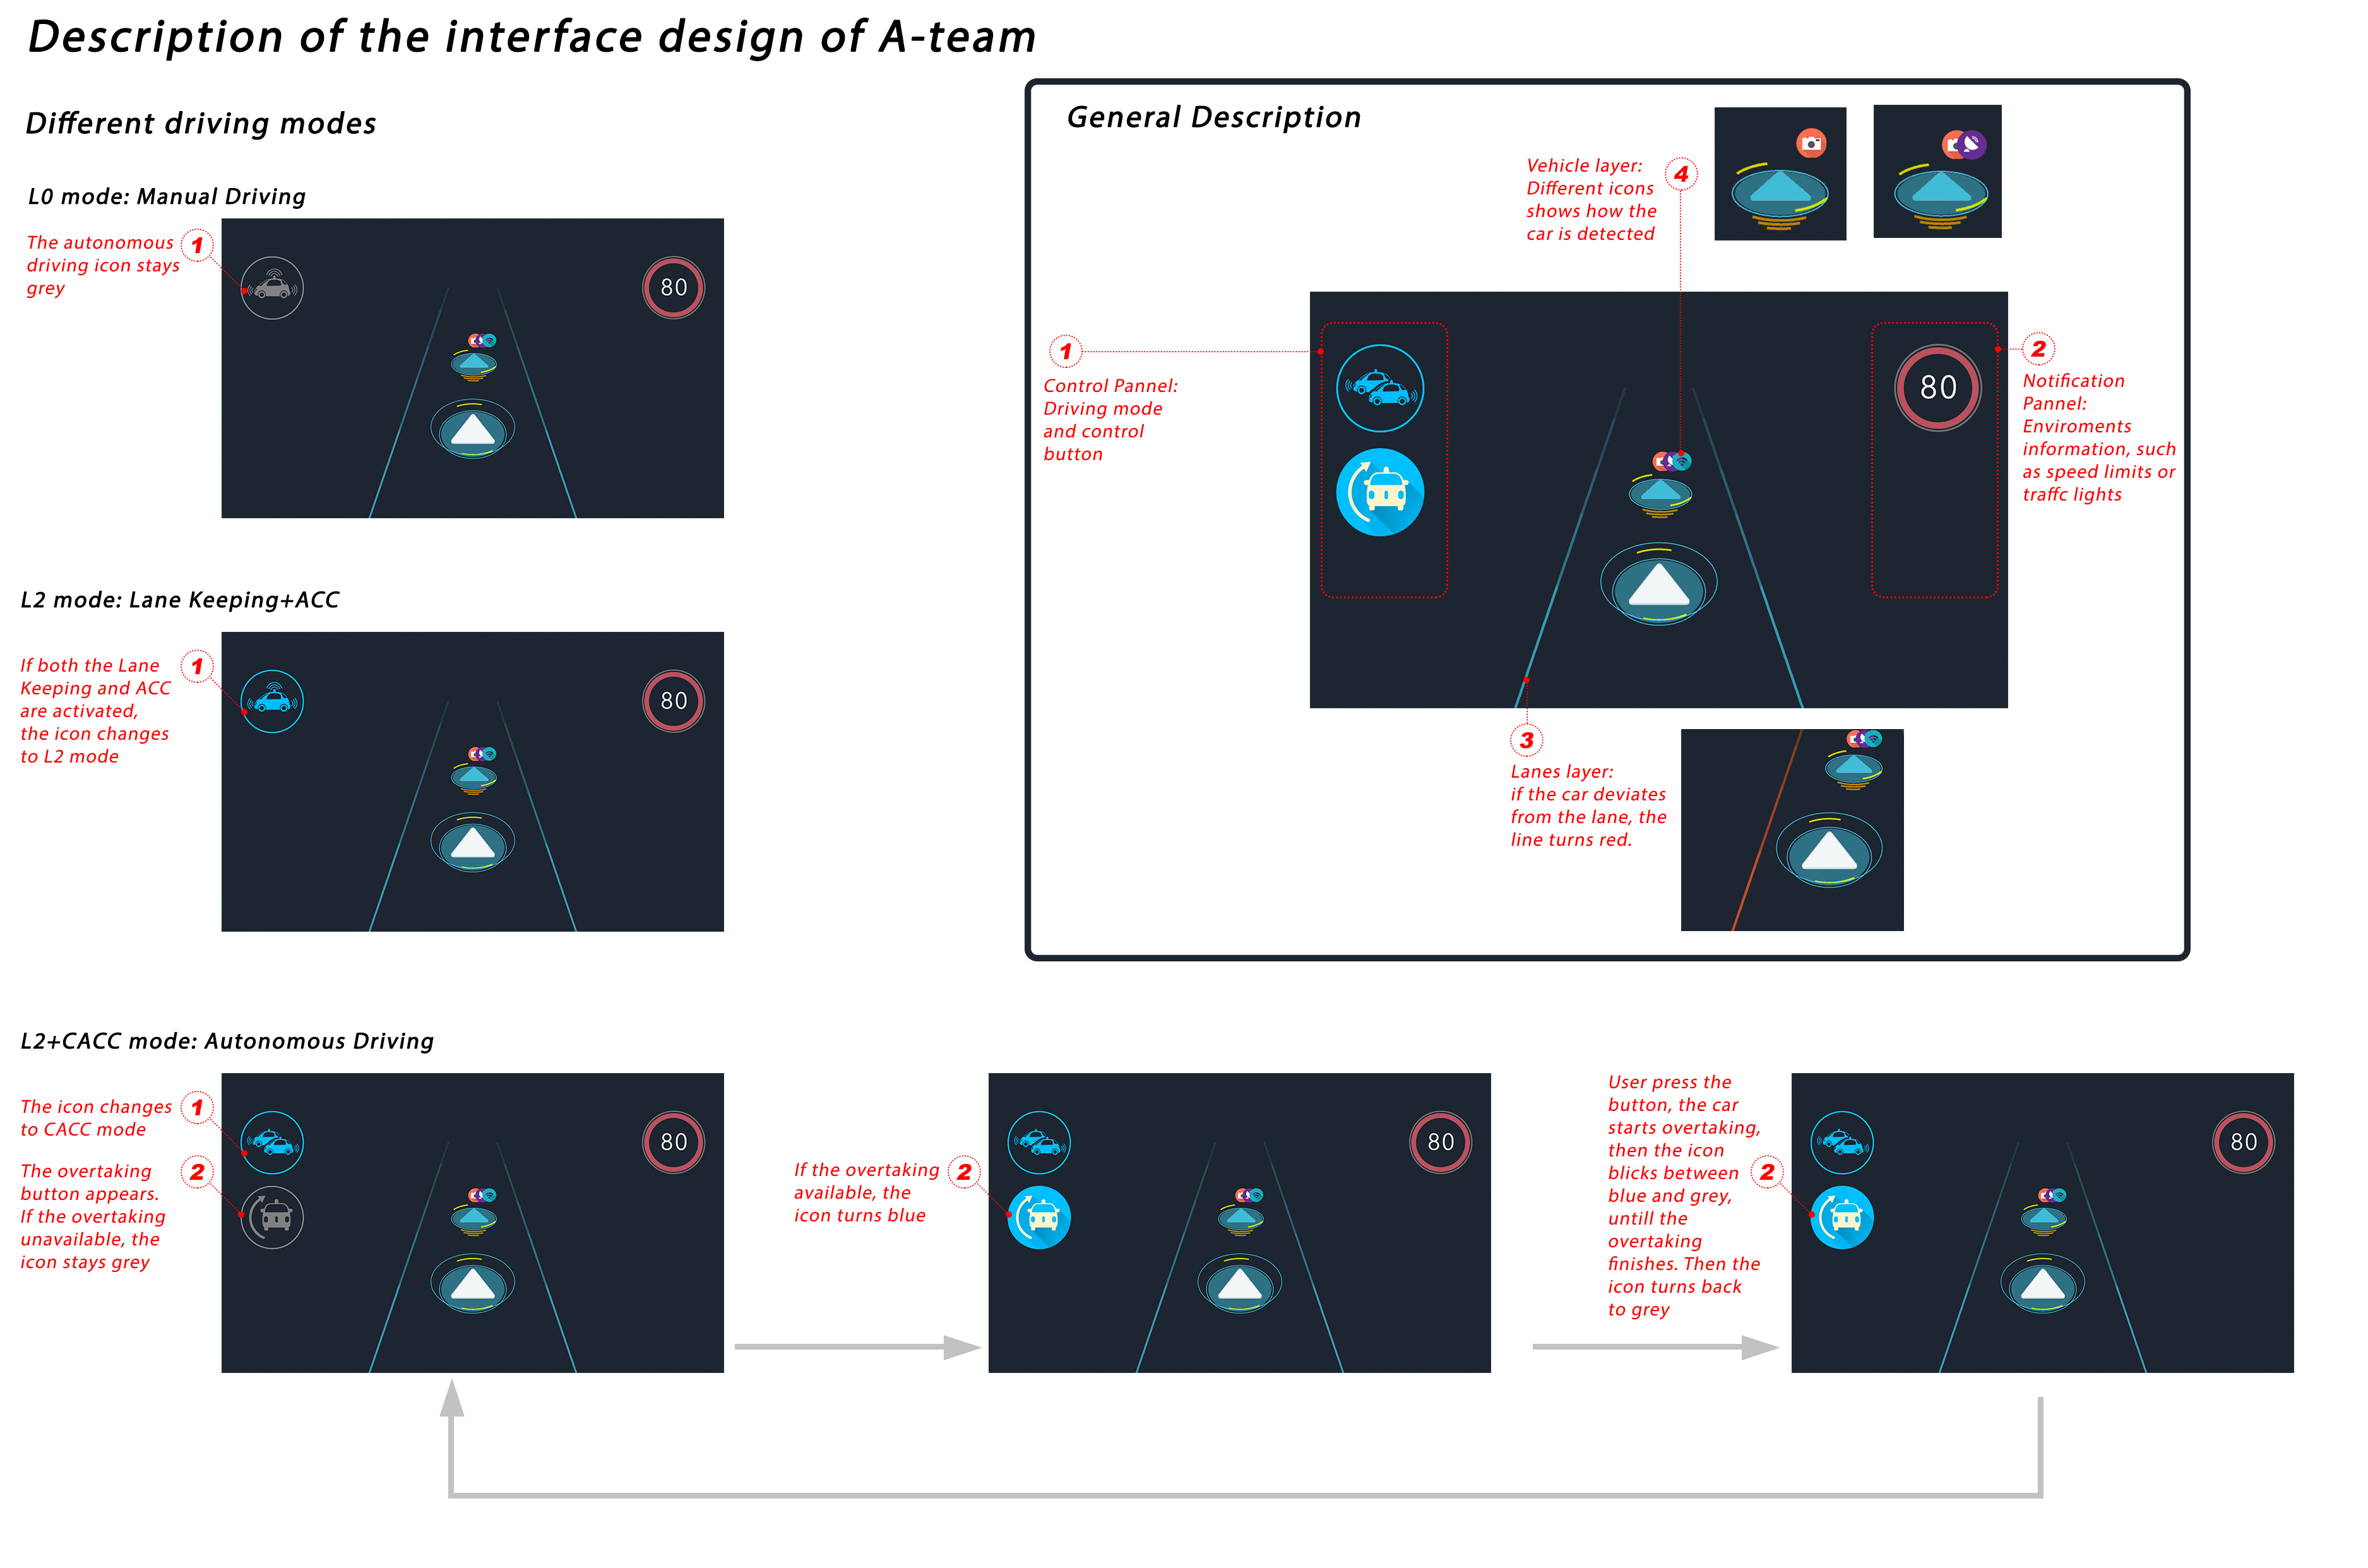 Description of the interface design of A-team
Different driving modes
L0 mode: Manual Driving
The autonomous
driving icon stays
grey
1
80
L2 mode: Lane Keeping+ACC
If both the Lane
Keeping and ACC
are activated,
the icon changes
to L2 mode
1
80
General Description
Vehicle layer:
Different icons
shows how the
car is detected
4
1
Control Pannel:
Driving mode
and control
button
80
2
Notification
Pannel:
Enviroments
information, such
as speed limits or
traffc lights
3
Lanes layer:
if the car deviates
from the lane, the
line turns red.
L2+CACC mode: Autonomous Driving
The icon changes
to CACC mode
1
The overtaking
button appears.
If the overtaking
unavailable, the
icon stays grey
2
80
If the overtaking
available, the
icon turns blue
2
80
User press the
button, the car
starts overtaking,
then the icon
blicks between
blue and grey,
untill the
overtaking
finishes. Then the
icon turns back
to grey
2
80